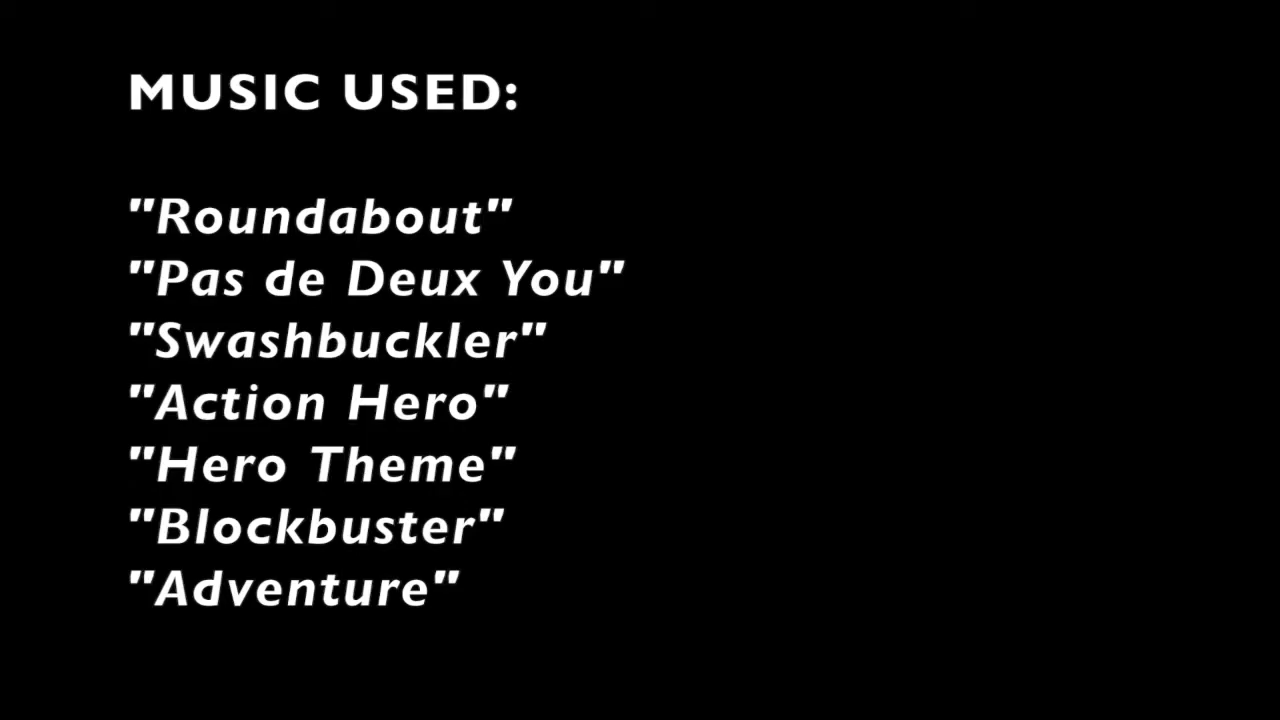 MUSIC USED:
"Roundabout"
"Pas de Deux You"
"Swashbuckler"
"Action Hero"
"Hero Theme"
"Blockbuster"
"Adventure"